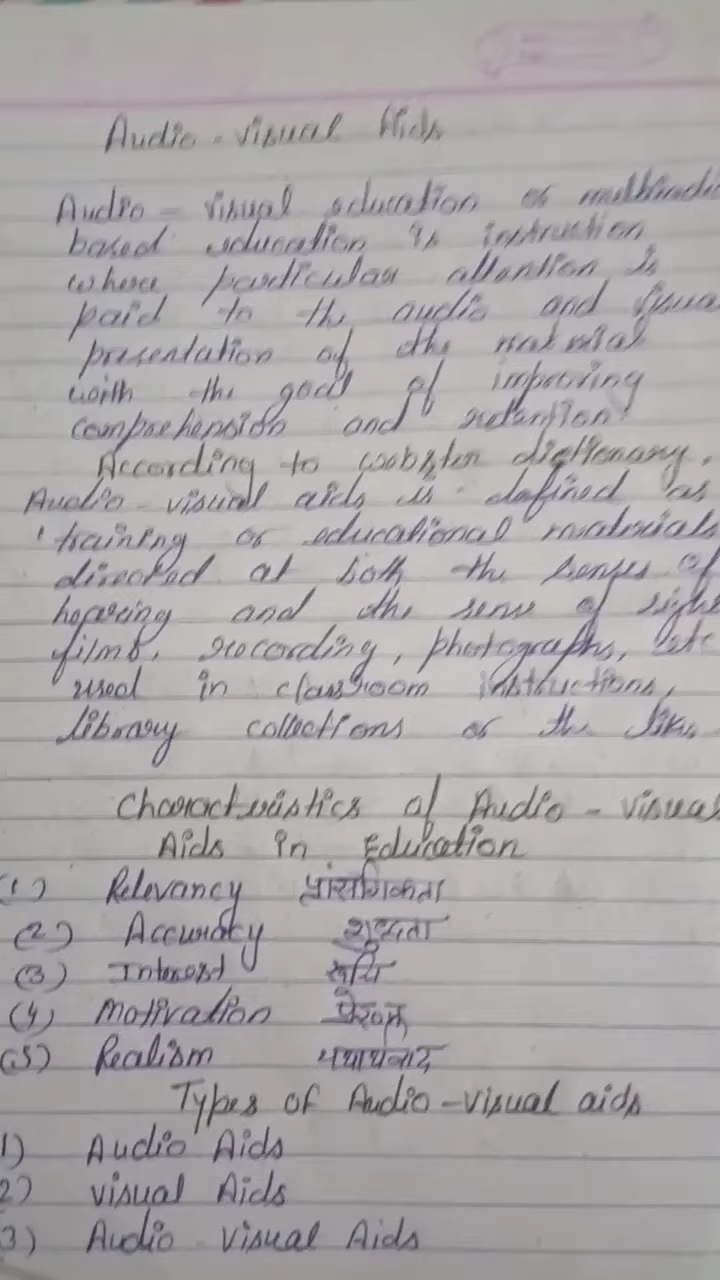 Audio - visual Aids
Audio - visual education or multimedia
based education is instruction
where particular attention is
paid to the audio and visual
presentation of the material
with the goal of improving
comprehension and retention.
According to webster dictionary,
Audio - visual aids is defined as
'training or educational materials
directed at both the senses of
hearing and the sense of sight
films, recording, photographs, etc
used in classroom instructions,
library collections or the like.
Characteristics of Audio - visual
Aids in Education
(1) Relevancy प्रांसगिकता
(2) Accuracy शुध्दता
(3) Interest रूचि
(4) Motivation
(5) Realism यथार्थवाद
Types of Audio - visual aids
1) Audio Aids
2) visual Aids
3) Audio - visual Aids